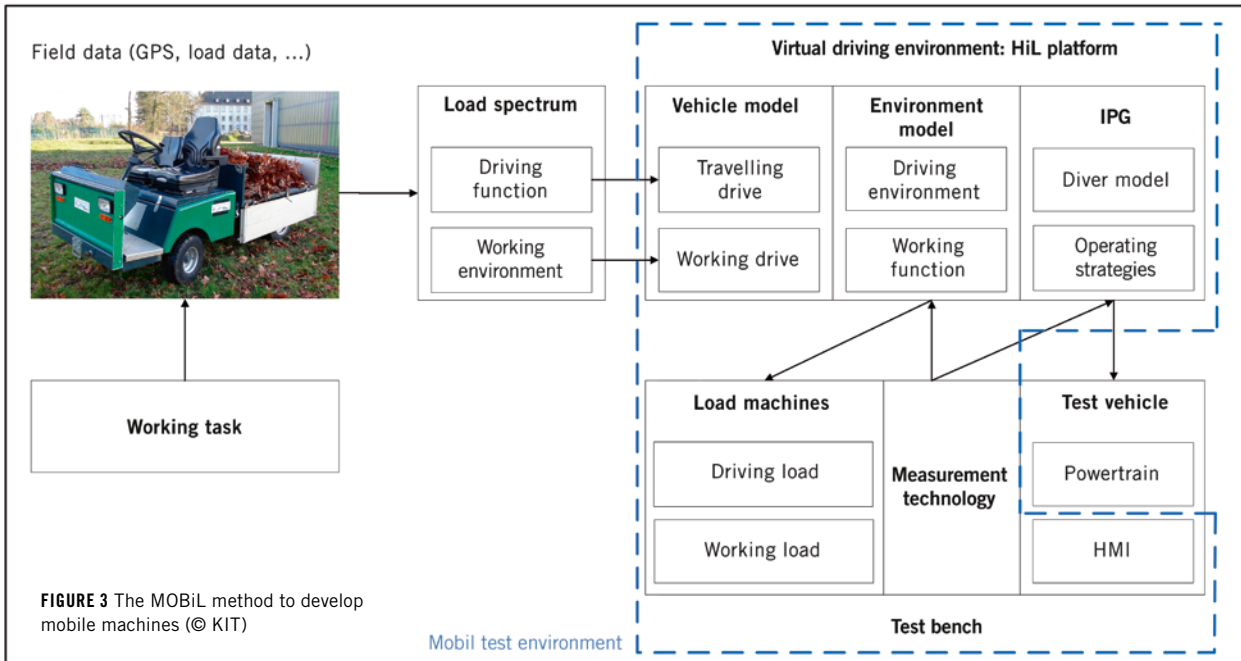 Field data (GPS, load data, ...)
Virtual driving environment: HiL platform
Load spectrum
Driving
function
Working
environment
Vehicle model
Travelling
drive
Working drive
Environment
model
Driving
environment
Working
function
IPG
Diver model
Operating
strategies
Working task
Load machines
Driving load
Working load
Measurement
technology
Test vehicle
Powertrain
HMI
Test bench
Mobil test environment
FIGURE 3 The MOBiL method to develop
mobile machines (© KIT)